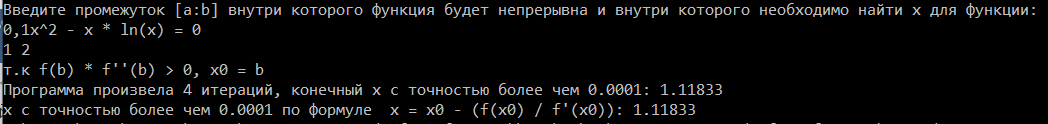 Введите промежуток [a:b] внутри которого функция будет непрерывна и внутри которого необходимо найти x для функции:
0,1x^2 - x * ln(x) = 0
1 2
т.к f(b) * f''(b) > 0, x0 = b
Программа произвела 4 итераций, конечный x с точностью более чем 0.0001: 1.11833
x с точностью более чем 0.0001 по формуле  x = x0 - (f(x0) / f'(x0)): 1.11833